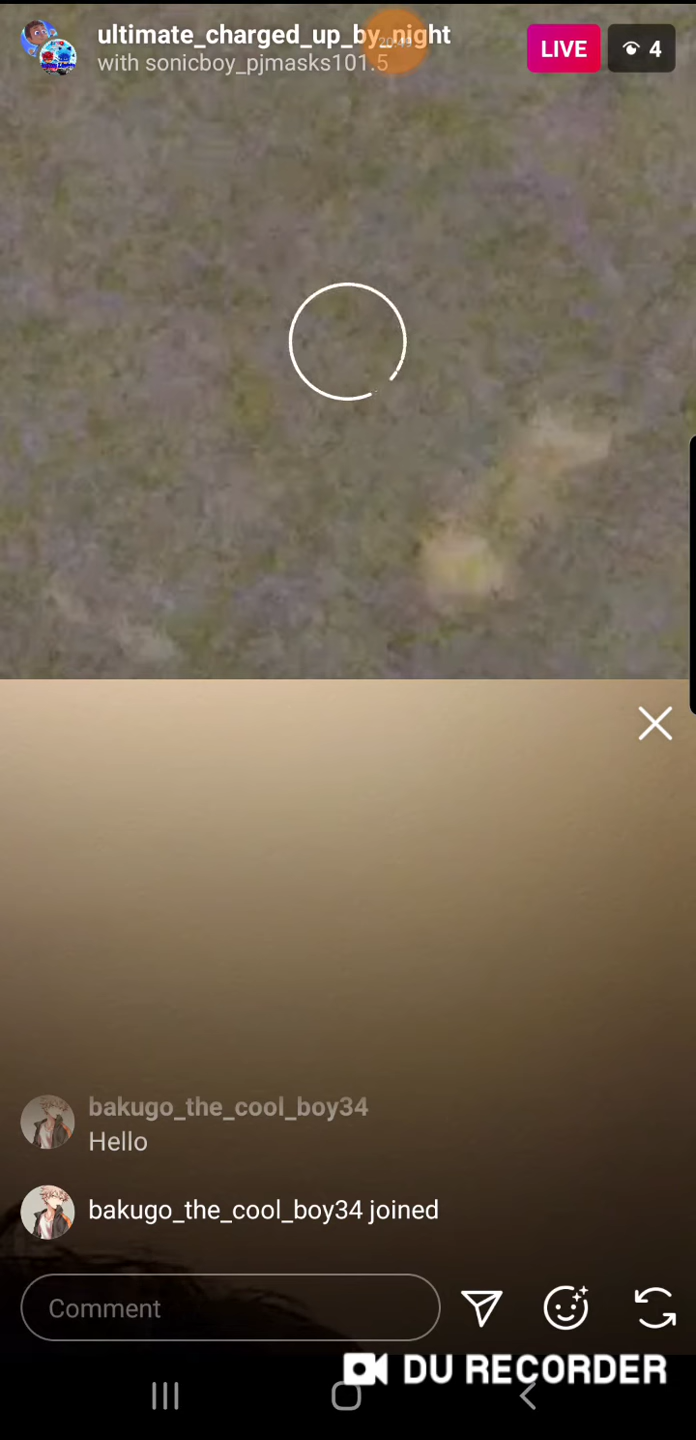 ultimate_charged_up_by_night
with sonicboy_pjmasks101.5
LIVE
4
bakugo_the_cool_boy34
Hello
bakugo_the_cool_boy34 joined
Comment
DU RECORDER